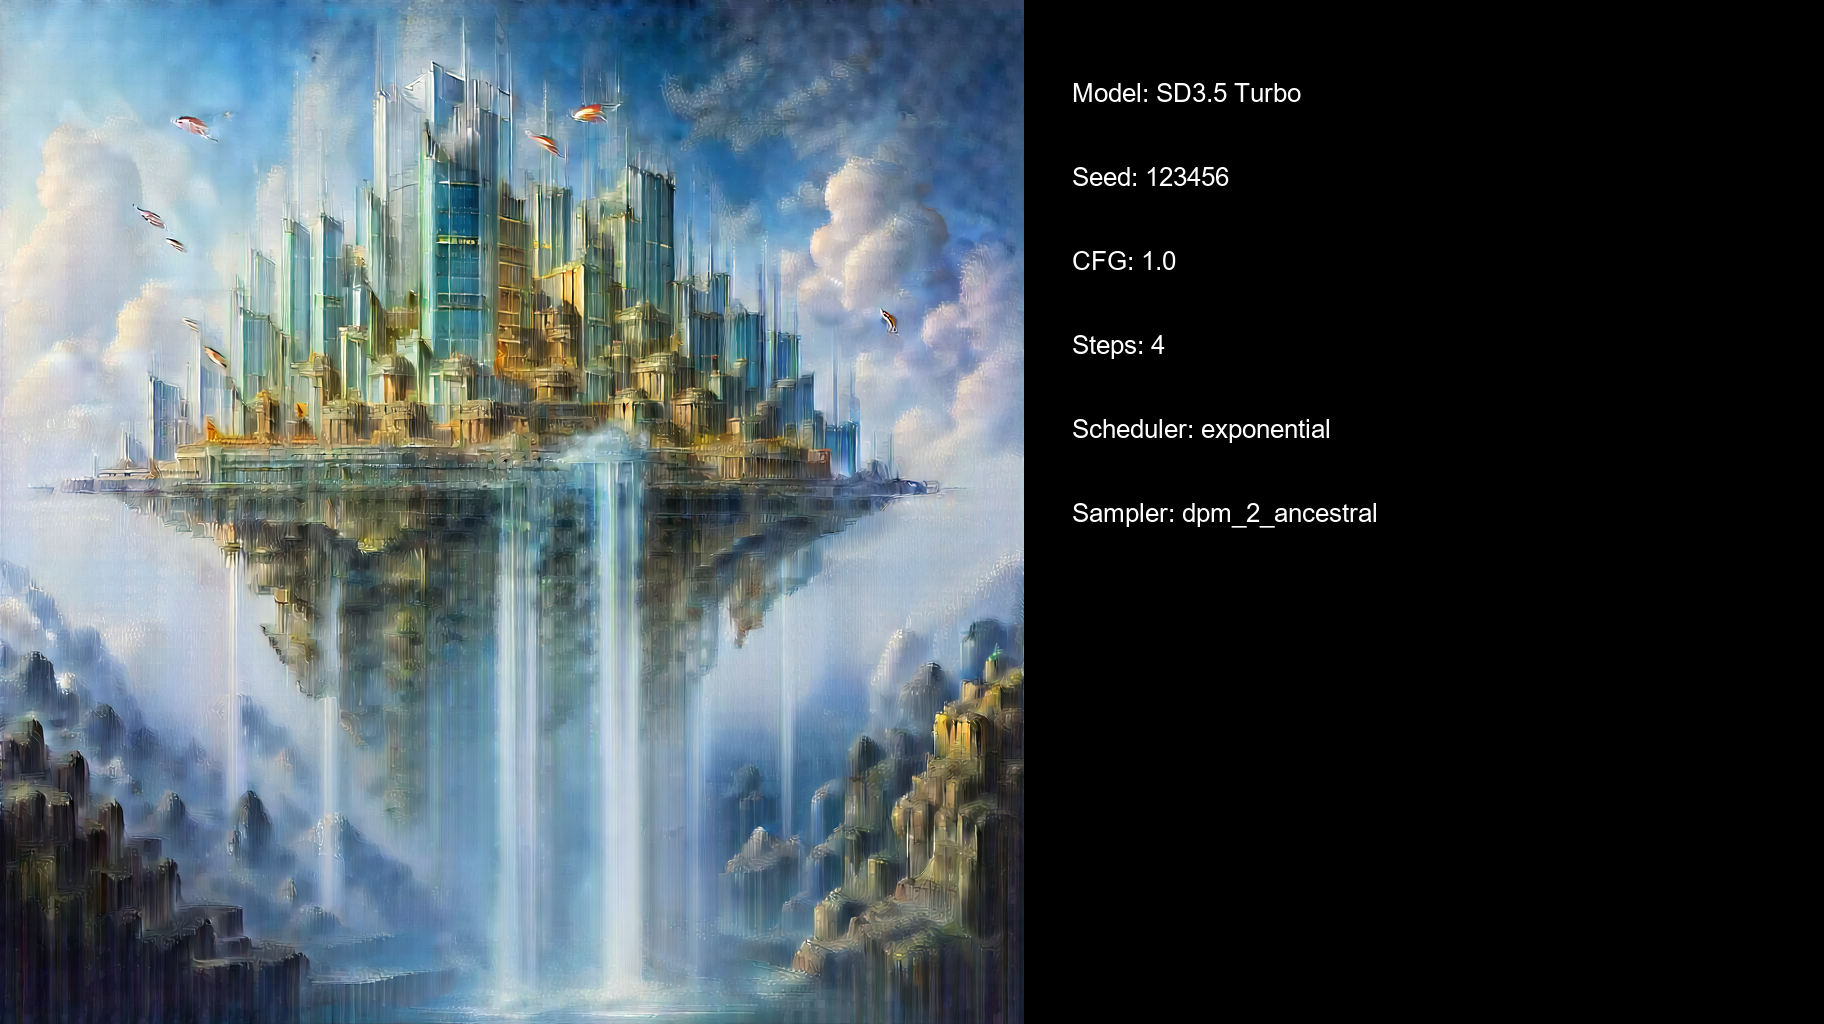 Model: SD3.5 Turbo
Seed: 123456
CFG: 1.0
Steps: 4
Scheduler: exponential
Sampler: dpm_2_ancestral